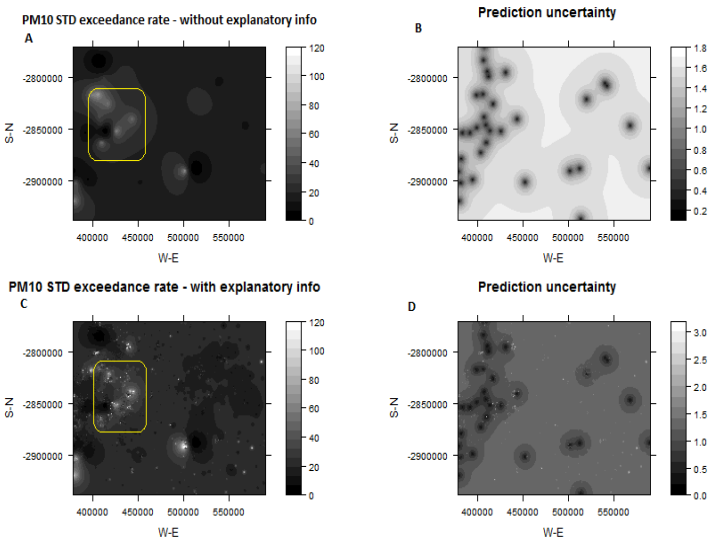 PM10 STD exceedance rate - without explanatory info
A
S-N
-2800000
-2850000
-2900000
400000 450000 500000 550000
W-E
120
100
80
60
40
20
0
Prediction uncertainty
B
S-N
-2800000
-2850000
-2900000
400000 450000 500000 550000
W-E
1.8
1.6
1.4
1.2
1.0
0.8
0.6
0.4
0.2
PM10 STD exceedance rate - with explanatory info
C
S-N
-2800000
-2850000
-2900000
400000 450000 500000 550000
W-E
120
100
80
60
40
20
0
Prediction uncertainty
D
S-N
-2800000
-2850000
-2900000
400000 450000 500000 550000
W-E
3.0
2.5
2.0
1.5
1.0
0.5
0.0